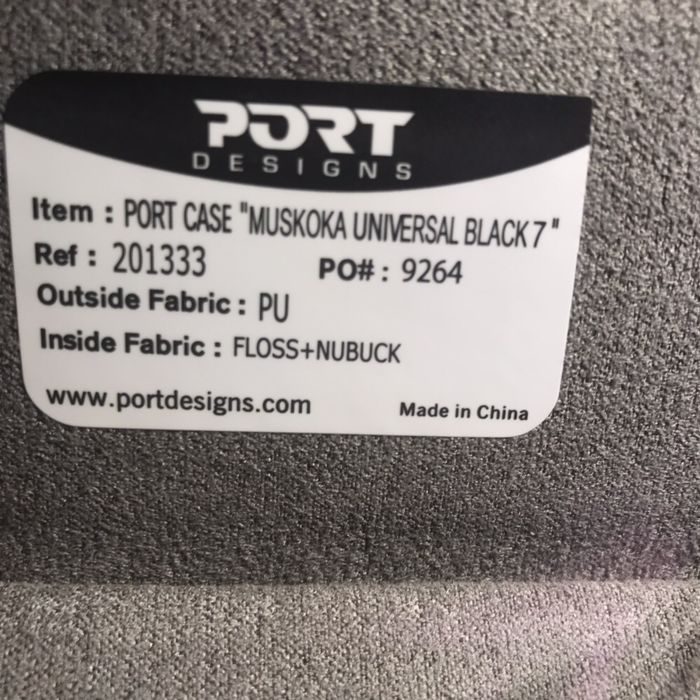 PORT
DESIGNS
Item : PORT CASE "MUSKOKA UNIVERSAL BLACK 7 "
Ref : 201333 PO# : 9264
Outside Fabric : PU
Inside Fabric : FLOSS+NUBUCK
www.portdesigns.com Made in China